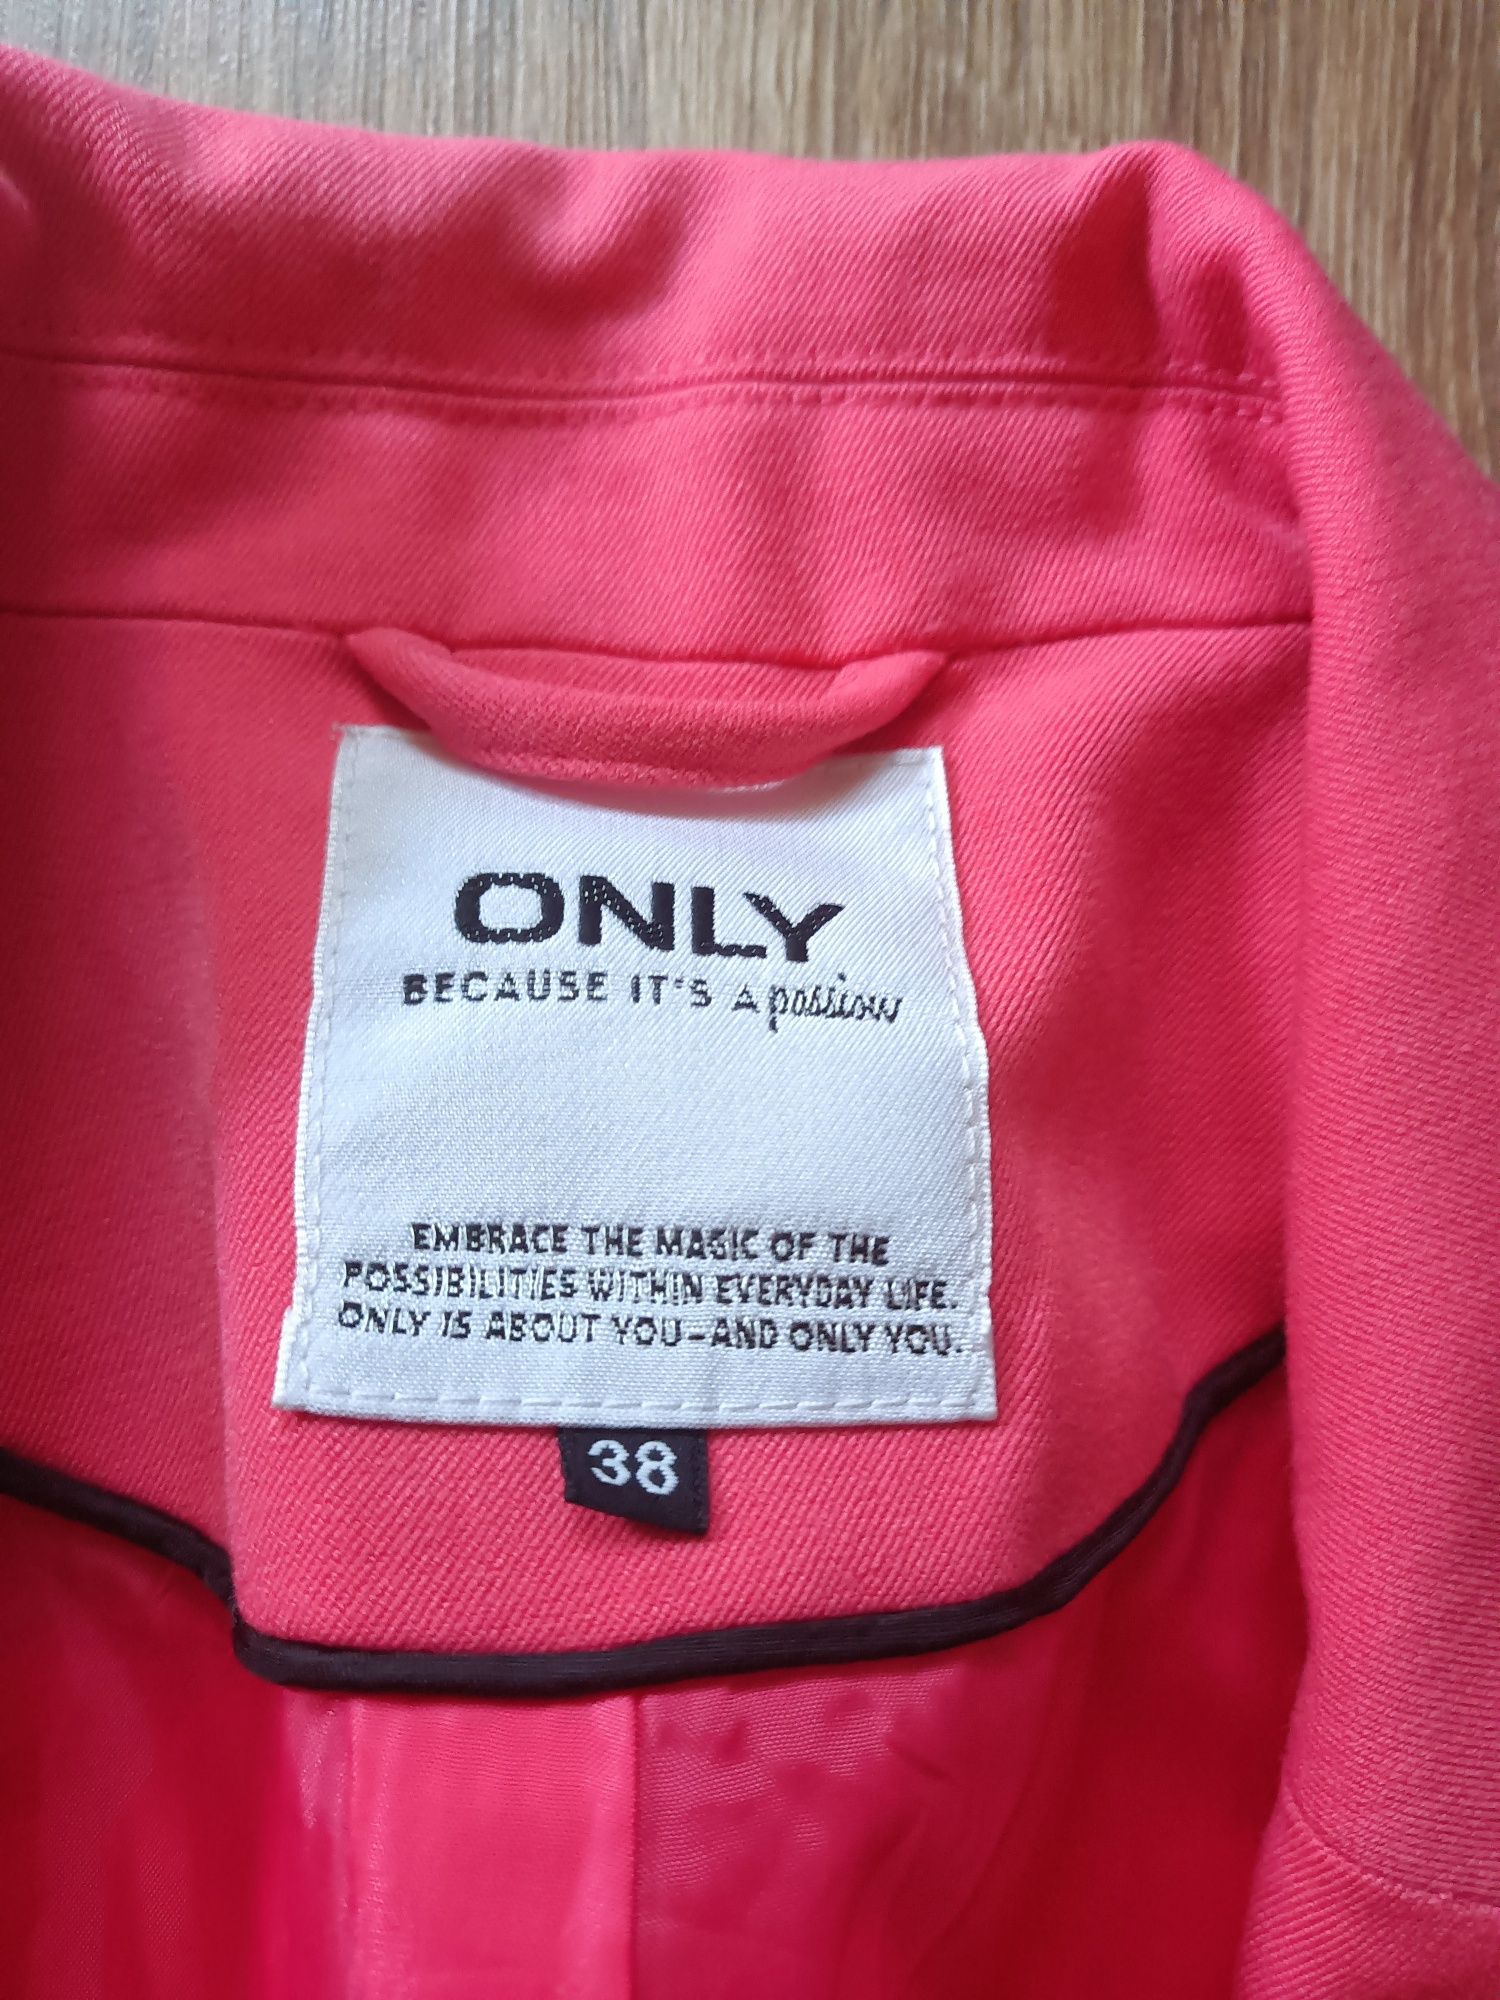 ONLY
BECAUSE IT'S A passion
EMBRACE THE MAGIC OF THE
POSSIBILITIES WITHIN EVERYDAY LIFE.
ONLY IS ABOUT YOU-AND ONLY YOU.
38